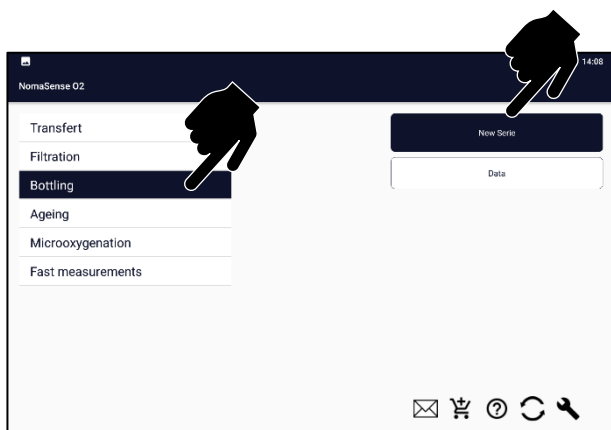 14:08
NomaSense O2
Transfert
Filtration
Bottling
Ageing
Microoxygenation
Fast measurements
New Serie
Data